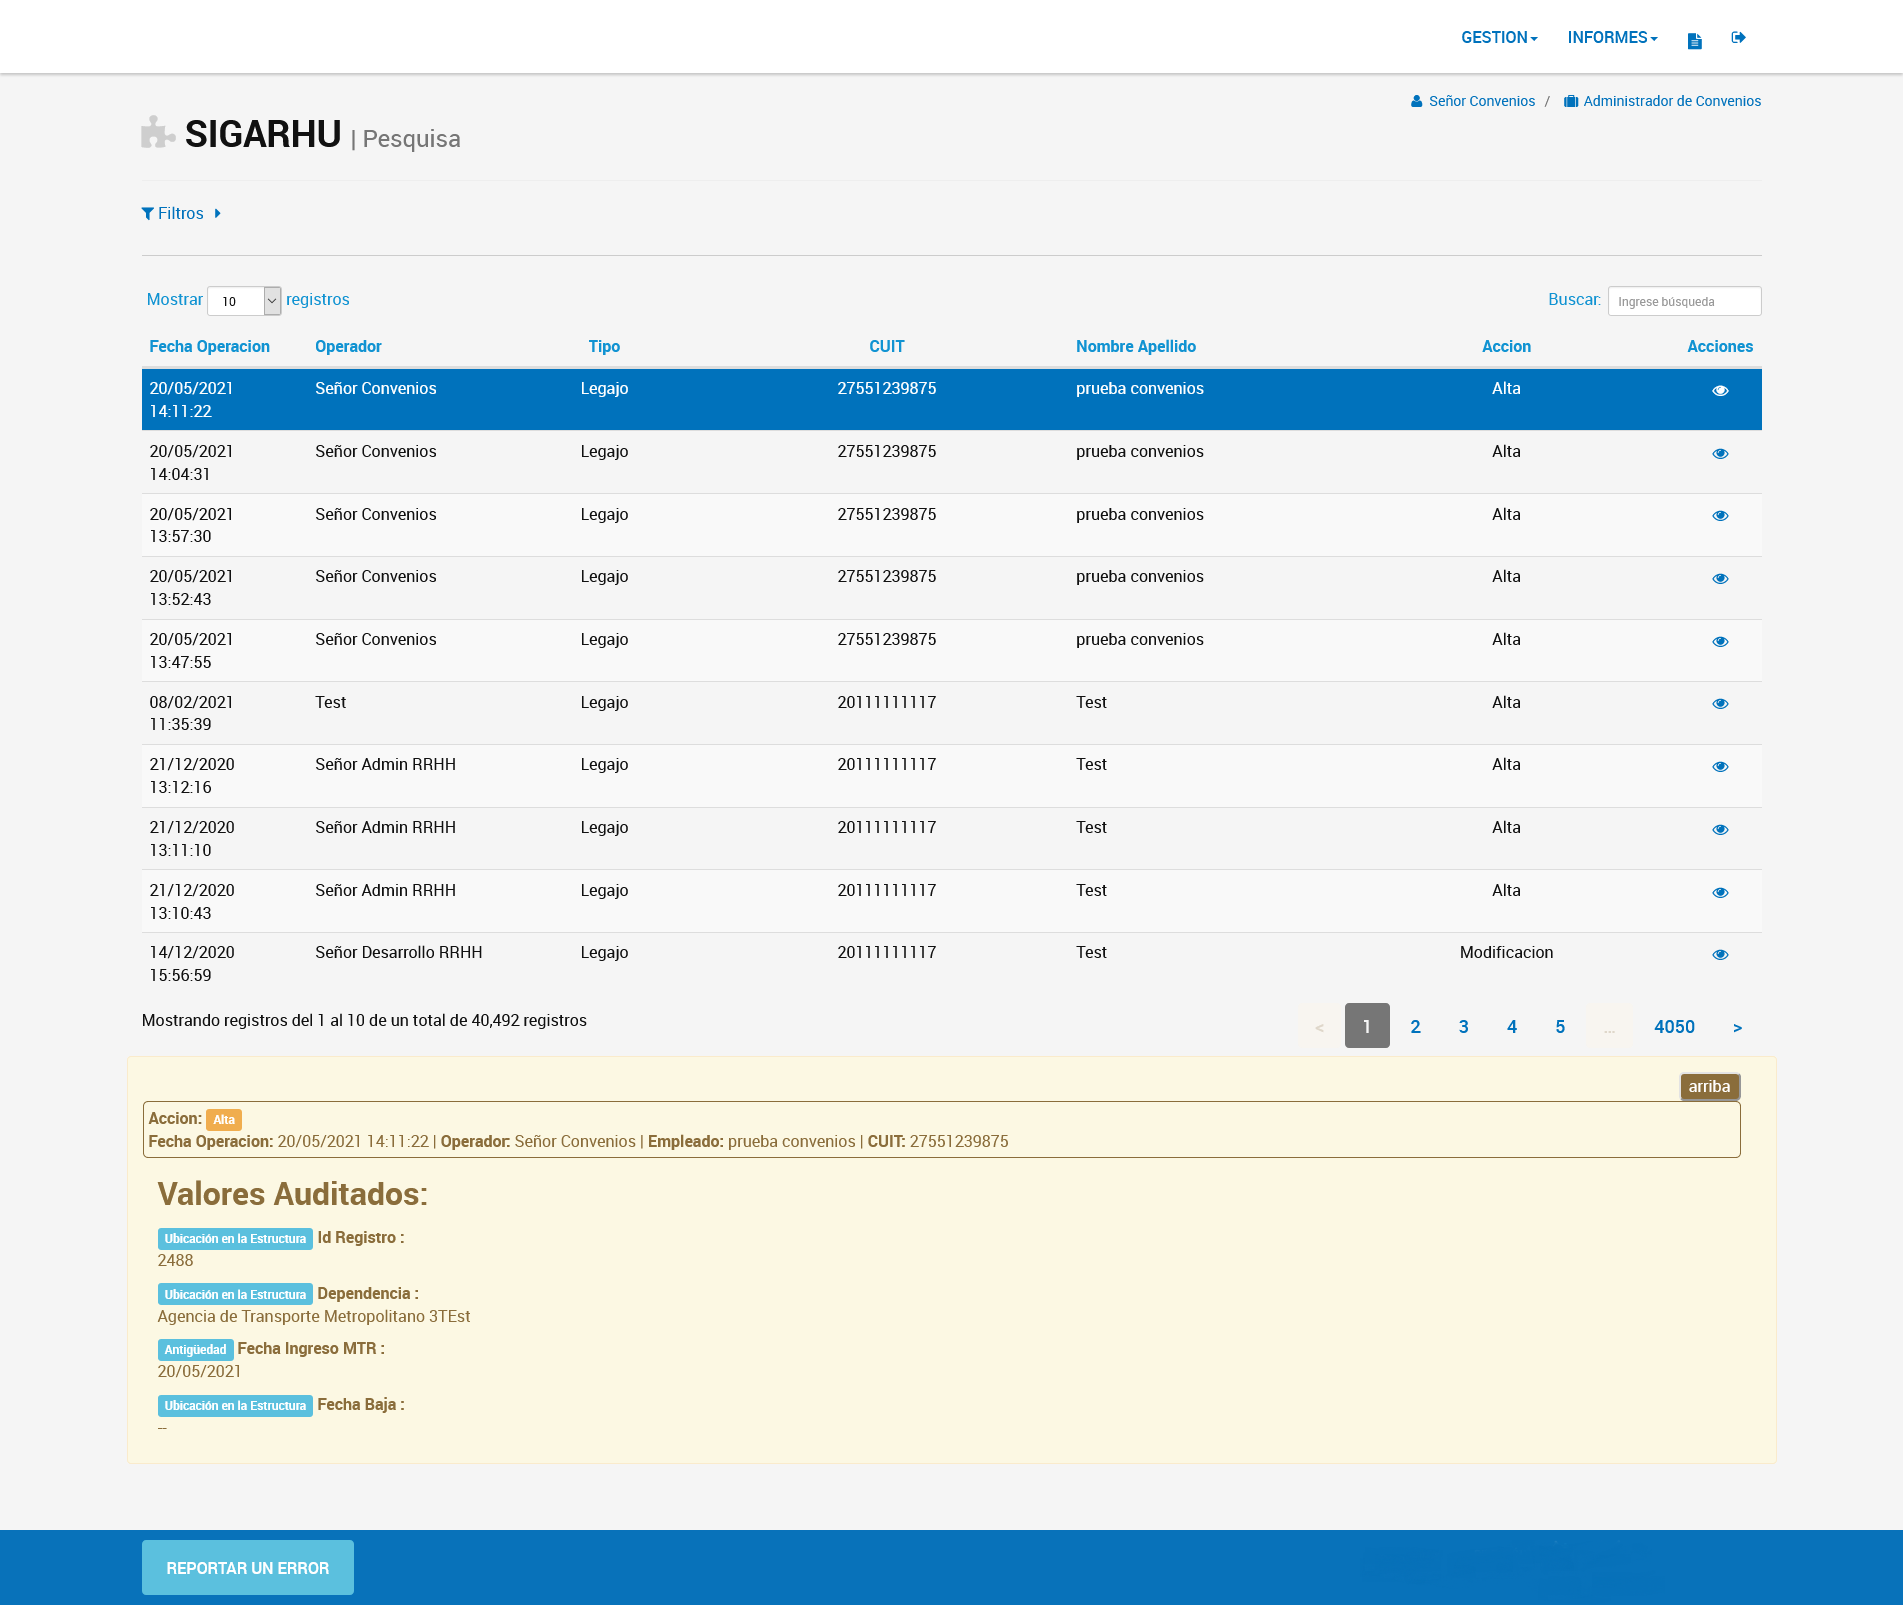 GESTION INFORMES
Señor Convenios / Administrador de Convenios
SIGARHU | Pesquisa
Filtros
Mostrar 10 registros Buscar: Ingrese búsqueda
Fecha Operacion Operador Tipo CUIT Nombre Apellido Accion Acciones
20/05/2021 Señor Convenios Legajo 27551239875 prueba convenios Alta
14:11:22
20/05/2021 Señor Convenios Legajo 27551239875 prueba convenios Alta
14:04:31
20/05/2021 Señor Convenios Legajo 27551239875 prueba convenios Alta
13:57:30
20/05/2021 Señor Convenios Legajo 27551239875 prueba convenios Alta
13:52:43
20/05/2021 Señor Convenios Legajo 27551239875 prueba convenios Alta
13:47:55
08/02/2021 Test Legajo 20111111117 Test Alta
11:35:39
21/12/2020 Señor Admin RRHH Legajo 20111111117 Test Alta
13:12:16
21/12/2020 Señor Admin RRHH Legajo 20111111117 Test Alta
13:11:10
21/12/2020 Señor Admin RRHH Legajo 20111111117 Test Alta
13:10:43
14/12/2020 Señor Desarrollo RRHH Legajo 20111111117 Test Modificacion
15:56:59
Mostrando registros del 1 al 10 de un total de 40,492 registros < 1 2 3 4 5 ... 4050 >
arriba
Accion: Alta
Fecha Operacion: 20/05/2021 14:11:22 | Operador: Señor Convenios | Empleado: prueba convenios | CUIT: 27551239875
Valores Auditados:
Ubicación en la Estructura Id Registro :
2488
Ubicación en la Estructura Dependencia :
Agencia de Transporte Metropolitano 3TEst
Antigüedad Fecha Ingreso MTR :
20/05/2021
Ubicación en la Estructura Fecha Baja :
--
REPORTAR UN ERROR